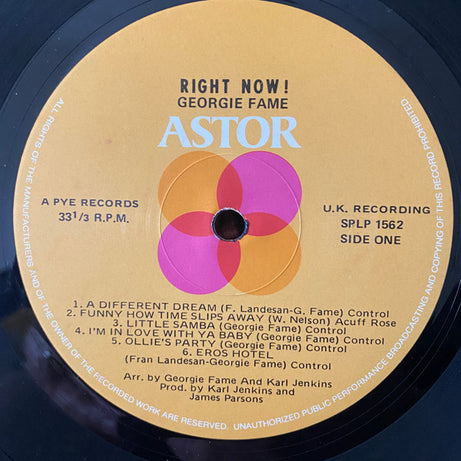 RIGHT NOW!
GEORGIE FAME
ASTOR
A PYE RECORDS
33 1/3 R.P.M.
U.K. RECORDING
SPLP 1562
SIDE ONE
1. A DIFFERENT DREAM (F. Landesan-G. Fame) Control
2. FUNNY HOW TIME SLIPS AWAY (W. Nelson) Acuff Rose
3. LITTLE SAMBA (Georgie Fame) Control
4. I'M IN LOVE WITH YA BABY (Georgie Fame) Control
5. OLLIE'S PARTY (Georgie Fame) Control
6. EROS HOTEL
(Fran Landesan-Georgie Fame) Control
Arr. by Georgie Fame And Karl Jenkins
Prod. by Karl Jenkins and
James Parsons
ALL RIGHTS OF THE MANUFACTURERS AND OF THE OWNER OF THE RECORDED WORK ARE RESERVED. UNAUTHORIZED PUBLIC PERFORMANCE BROADCASTING AND COPYING OF THIS RECORD PROHIBITED